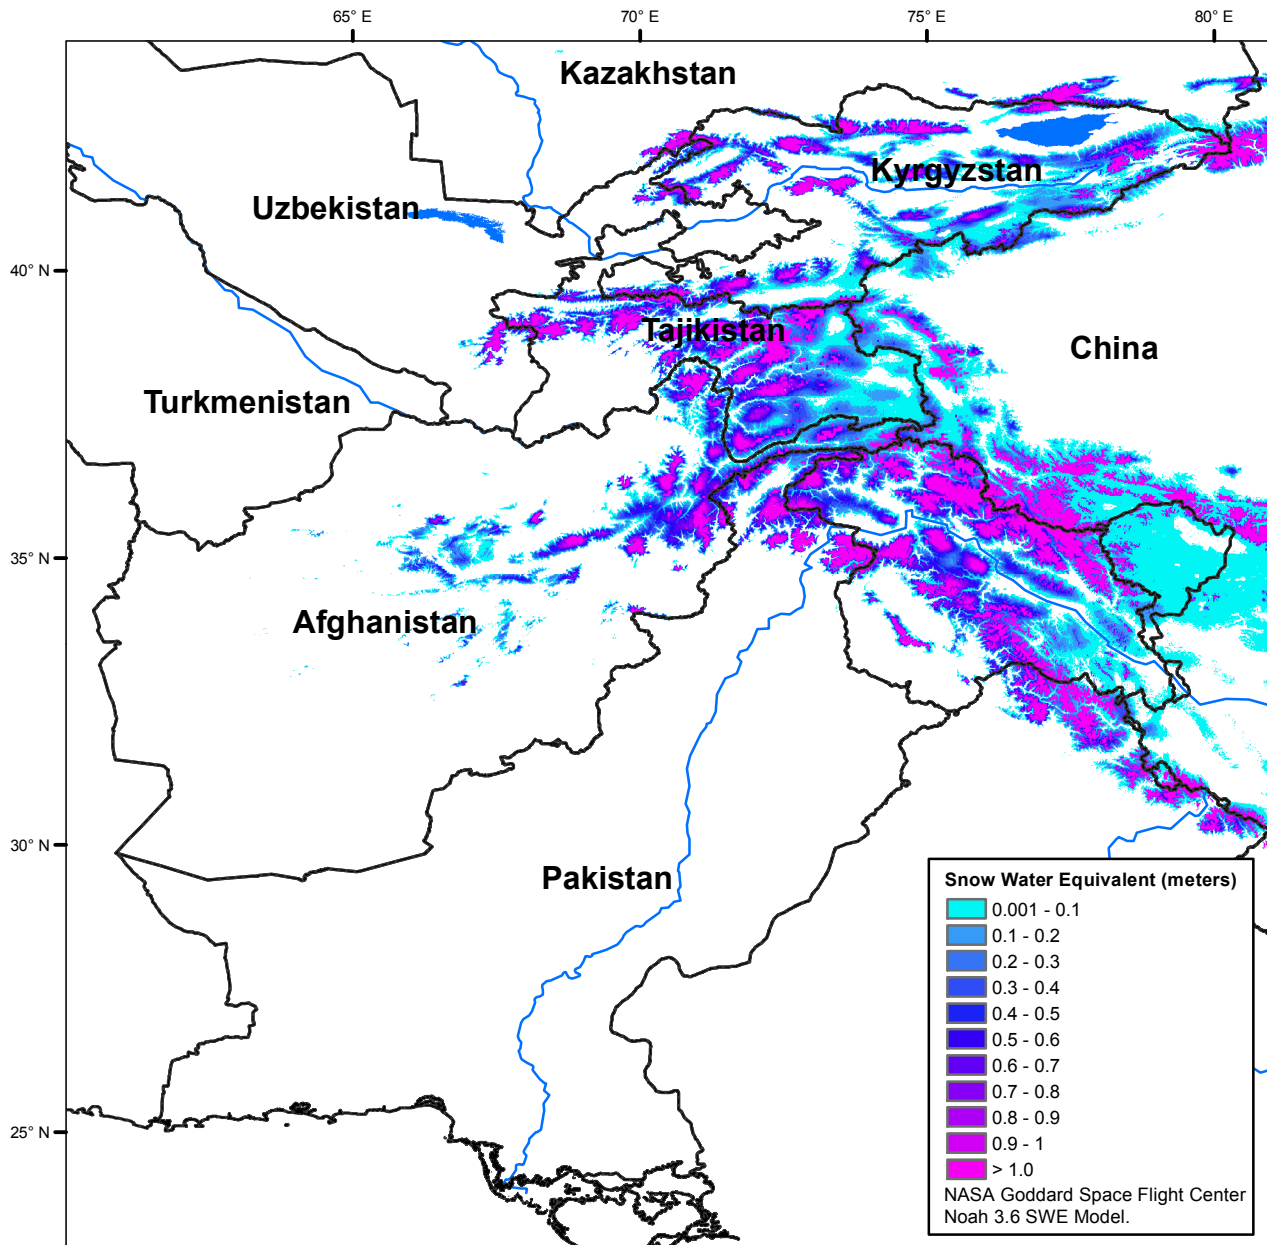 65° E
70° E
75° E
80° E
Kazakhstan
Kyrgyzstan
Uzbekistan
40° N
Tajikistan
China
Turkmenistan
35° N
Afghanistan
30° N
Pakistan
25° N
Snow Water Equivalent (meters)
0.001 - 0.1
0.1 - 0.2
0.2 - 0.3
0.3 - 0.4
0.4 - 0.5
0.5 - 0.6
0.6 - 0.7
0.7 - 0.8
0.8 - 0.9
0.9 - 1
> 1.0
NASA Goddard Space Flight Center
Noah 3.6 SWE Model.